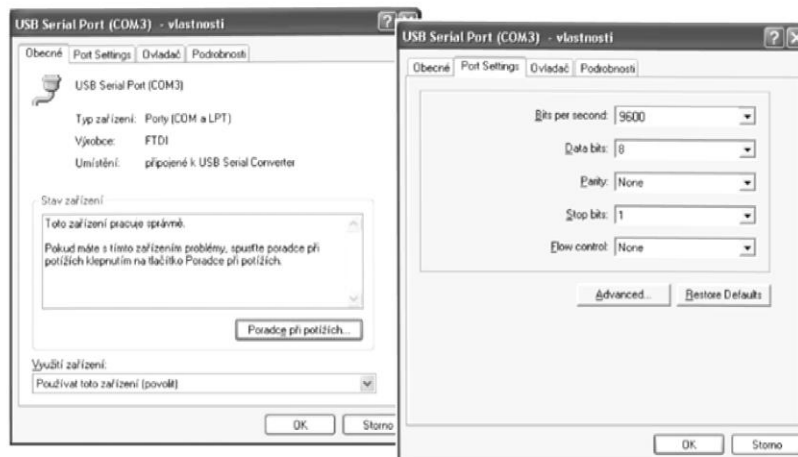 USB Serial Port (COM3) - vlastnosti
Obecné Port Settings Ovladač Podrobnosti
USB Serial Port (COM3)
Typ zařízení: Porty (COM a LPT)
Výrobce: FTDI
Umístění: připojené k USB Serial Converter
Stav zařízení
Toto zařízení pracuje správně.
Pokud máte s tímto zařízením problémy, spusťte poradce při
potížích klepnutím na tlačítko Poradce při potížích.
Poradce při potížích...
Využití zařízení:
Používat toto zařízení (povolit)
OK Storno
USB Serial Port (COM3) - vlastnosti
Obecné Port Settings Ovladač Podrobnosti
Bits per second: 9600
Data bits: 8
Parity: None
Stop bits: 1
Flow control: None
Advanced... Restore Defaults
OK Storno